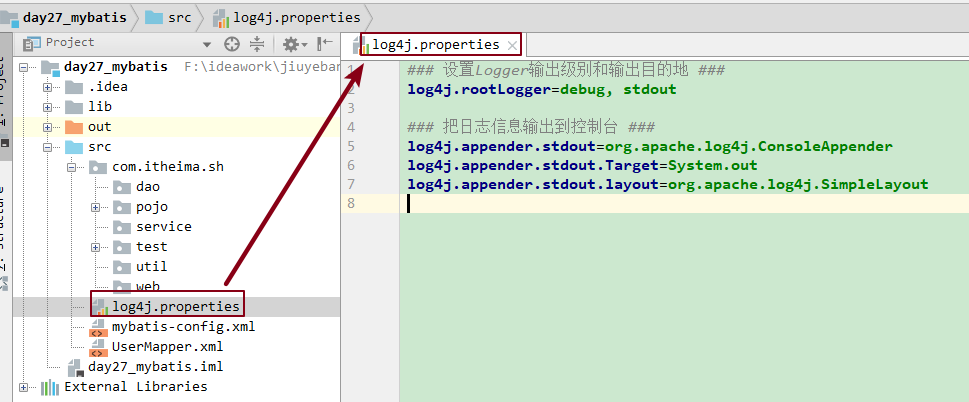 day27_mybatis
src
log4j.properties
Project
day27_mybatis F:\ideawork\jiuyeban
.idea
lib
out
src
com.itheima.sh
dao
pojo
service
test
util
web
log4j.properties
mybatis-config.xml
UserMapper.xml
day27_mybatis.iml
External Libraries
log4j.properties
1 ### 设置Logger输出级别和输出目的地 ###
2 log4j.rootLogger=debug, stdout
3
4 ### 把日志信息输出到控制台 ###
5 log4j.appender.stdout=org.apache.log4j.ConsoleAppender
6 log4j.appender.stdout.Target=System.out
7 log4j.appender.stdout.layout=org.apache.log4j.SimpleLayout
8